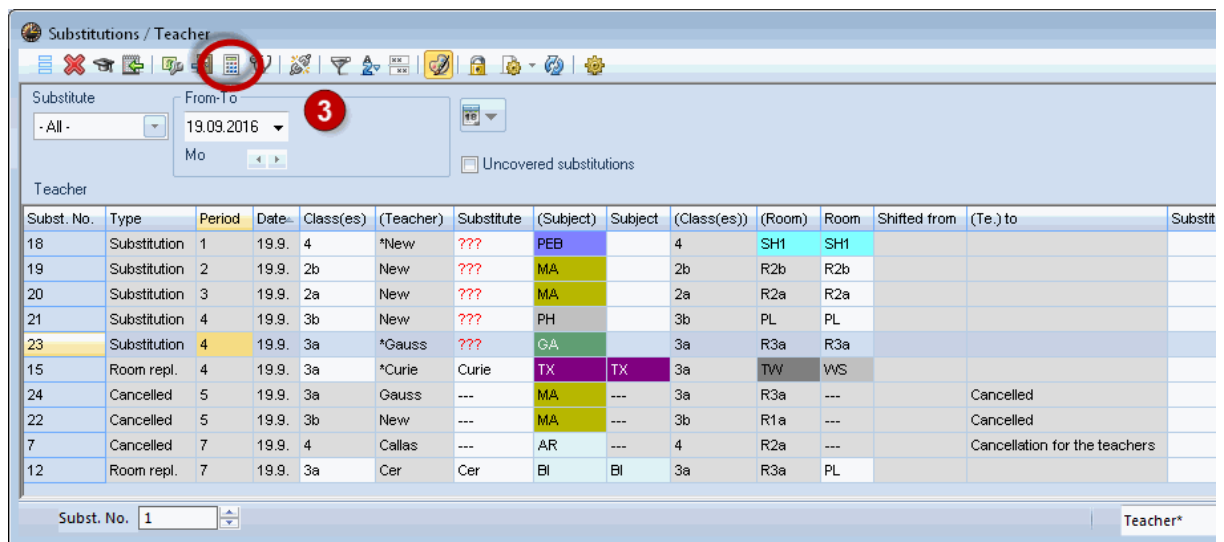 Substitutions / Teacher
Substitute From-To
- All - 19.09.2016 3 18
Mo Uncovered substitutions
Teacher
Subst. No. Type Period Date Class(es) (Teacher) Substitute (Subject) Subject (Class(es)) (Room) Room Shifted from (Te.) to Substit
18 Substitution 1 19.9. 4 *New ??? PEB 4 SH1 SH1
19 Substitution 2 19.9. 2b New ??? MA 2b R2b R2b
20 Substitution 3 19.9. 2a New ??? MA 2a R2a R2a
21 Substitution 4 19.9. 3b New ??? PH 3b PL PL
23 Substitution 4 19.9. 3a *Gauss ??? GA 3a R3a R3a
15 Room repl. 4 19.9. 3a *Curie Curie TX TX 3a TW WS
24 Cancelled 5 19.9. 3a Gauss --- MA --- 3a R3a --- Cancelled
22 Cancelled 5 19.9. 3b New --- MA --- 3b R1a --- Cancelled
7 Cancelled 7 19.9. 4 Callas --- AR --- 4 R2a --- Cancellation for the teachers
12 Room repl. 7 19.9. 3a Cer Cer BI BI 3a R3a PL
Subst. No. 1 Teacher*